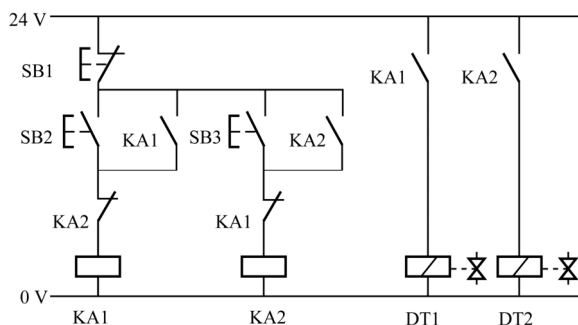 24 V
SB1
KA1 KA2
SB2 KA1 SB3 KA2
KA2 KA1
0 V
KA1 KA2 DT1 DT2